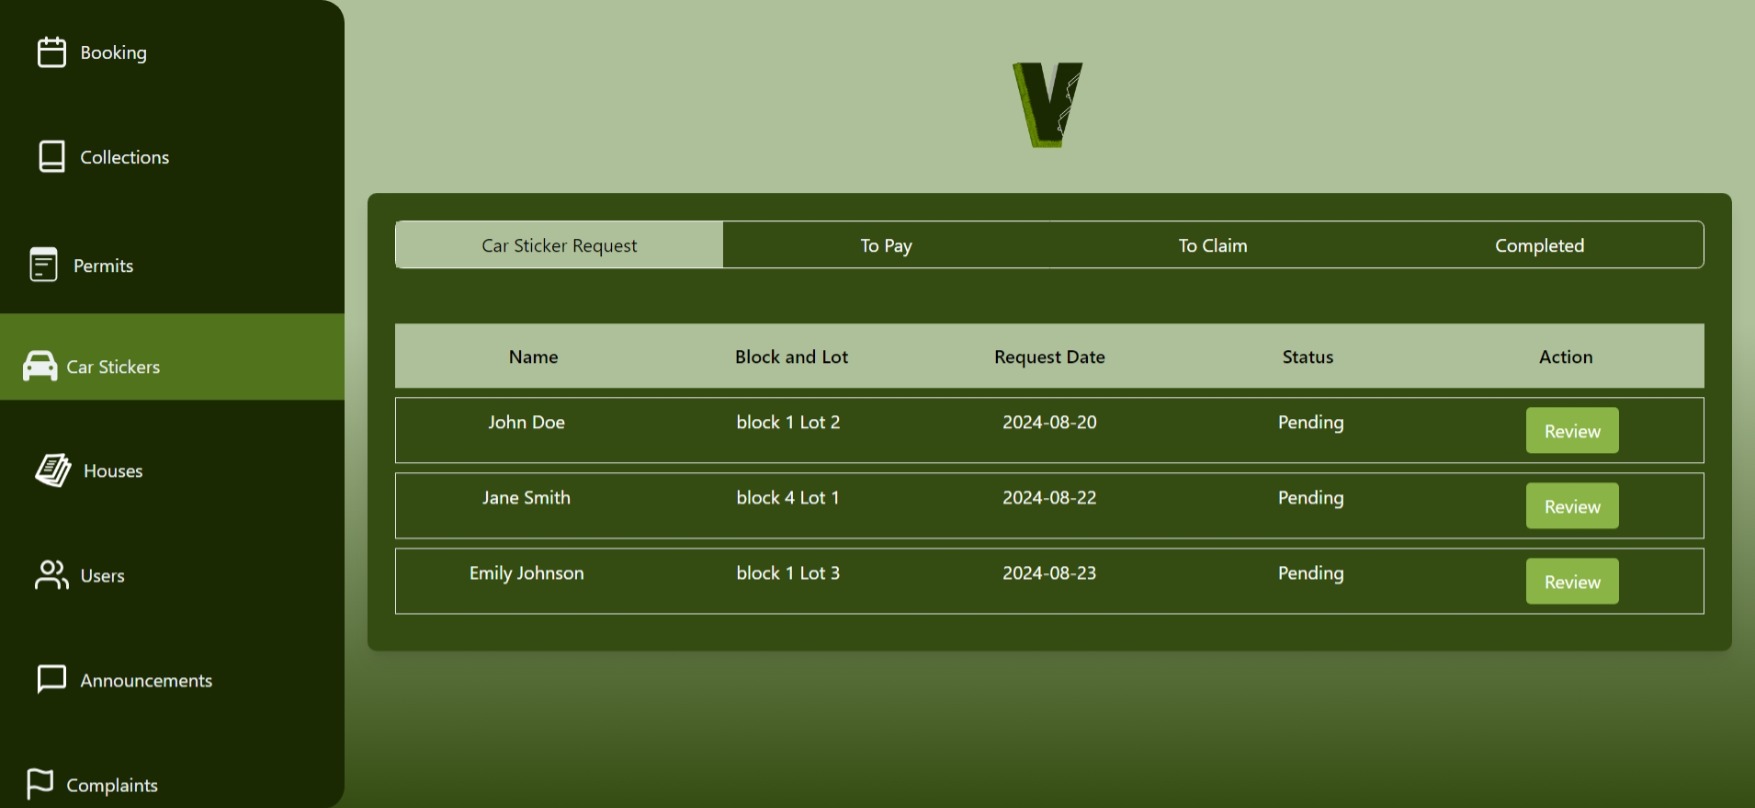 Booking
Collections
Permits
Car Stickers
Houses
Users
Announcements
Complaints
V
Car Sticker Request To Pay To Claim Completed
Name Block and Lot Request Date Status Action
John Doe block 1 Lot 2 2024-08-20 Pending Review
Jane Smith block 4 Lot 1 2024-08-22 Pending Review
Emily Johnson block 1 Lot 3 2024-08-23 Pending Review